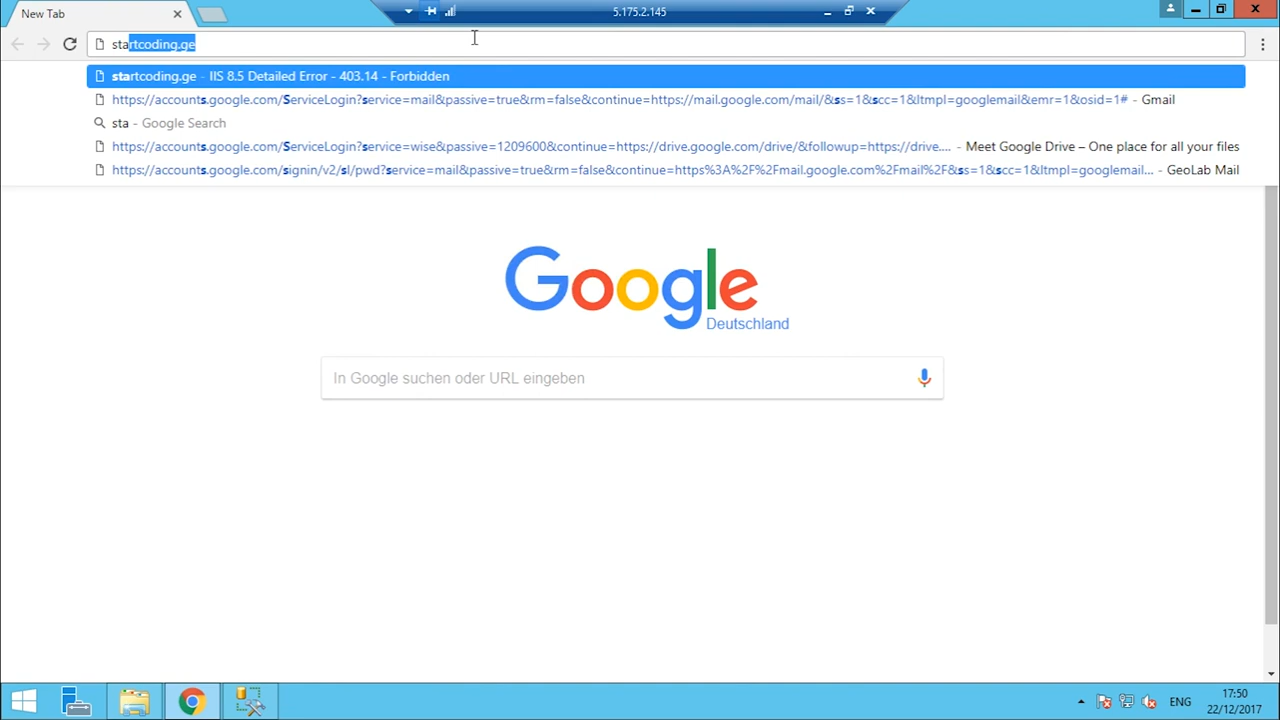 New Tab
5.175.2.145
startcoding.ge
startcoding.ge - IIS 8.5 Detailed Error - 403.14 - Forbidden
https://accounts.google.com/ServiceLogin?service=mail&passive=true&rm=false&continue=https://mail.google.com/mail/&ss=1&scc=1&ltmpl=googlemail&emr=1&osid=1# - Gmail
sta - Google Search
https://accounts.google.com/ServiceLogin?service=wise&passive=1209600&continue=https://drive.google.com/drive/&followup=https://drive.... - Meet Google Drive – One place for all your files
https://accounts.google.com/signin/v2/sl/pwd?service=mail&passive=true&rm=false&continue=https%3A%2F%2Fmail.google.com%2Fmail%2F&ss=1&scc=1&ltmpl=googlemail... - GeoLab Mail
Google
Deutschland
In Google suchen oder URL eingeben
ENG
17:50
22/12/2017